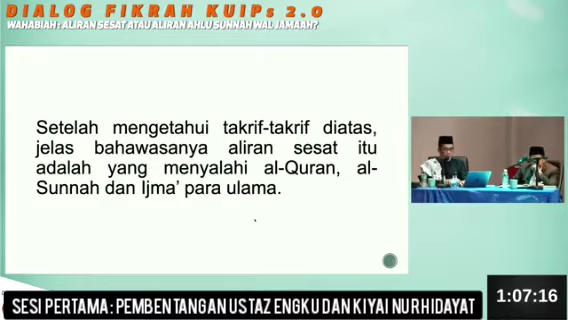 DIALOG FIKRAH KUIPs 2.0
WAHABIAH : ALIRAN SESAT ATAU ALIRAN AHLU SUNNAH WAL JAMAAH?
Setelah mengetahui takrif-takrif diatas,
jelas bahawasanya aliran sesat itu
adalah yang menyalahi al-Quran, al-
Sunnah dan Ijma' para ulama.
SESI PERTAMA : PEMBENTANGAN USTAZ ENGKU DAN KIYAI NURHIDAYAT
1:07:16